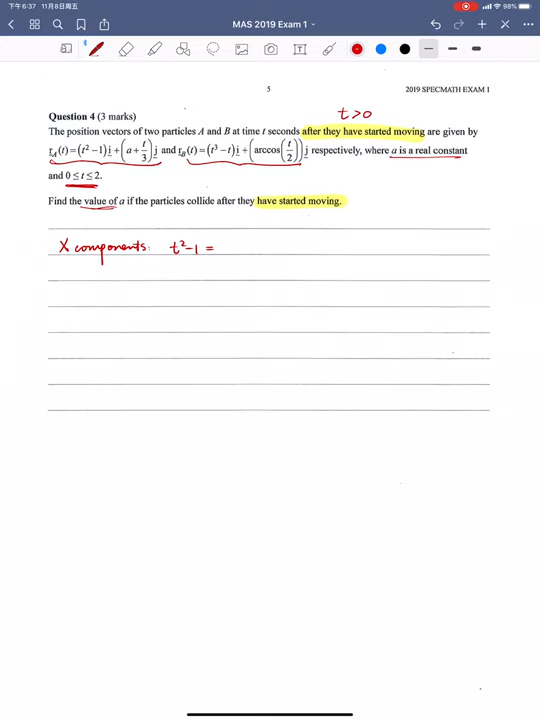 下午6:37 11月8日周五
MAS 2019 Exam 1
98%
5
2019 SPECMATH EXAM 1
t>0
Question 4 (3 marks)
The position vectors of two particles A and B at time t seconds after they have started moving are given by
r_A(t) = (t² − 1)i + (a + t/3)j and r_B(t) = (t³ − t)i + (arccos(t/2))j respectively, where a is a real constant
and 0 ≤ t ≤ 2.
Find the value of a if the particles collide after they have started moving.
X components: t²-1 =